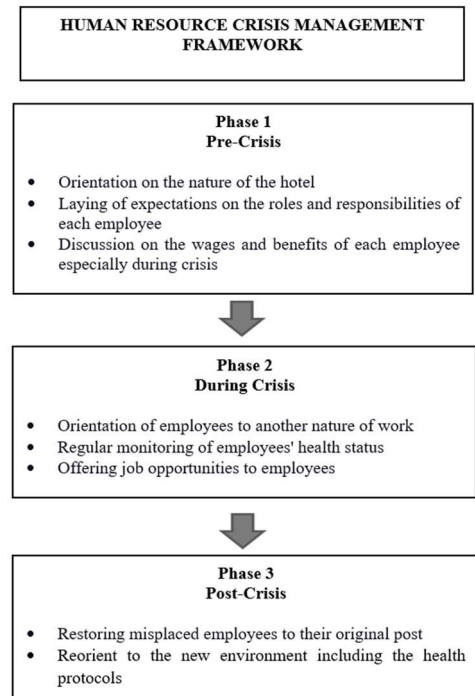 HUMAN RESOURCE CRISIS MANAGEMENT
FRAMEWORK
Phase 1
Pre-Crisis
• Orientation on the nature of the hotel
• Laying of expectations on the roles and responsibilities of
each employee
• Discussion on the wages and benefits of each employee
especially during crisis
Phase 2
During Crisis
• Orientation of employees to another nature of work
• Regular monitoring of employees' health status
• Offering job opportunities to employees
Phase 3
Post-Crisis
• Restoring misplaced employees to their original post
• Reorient to the new environment including the health
protocols